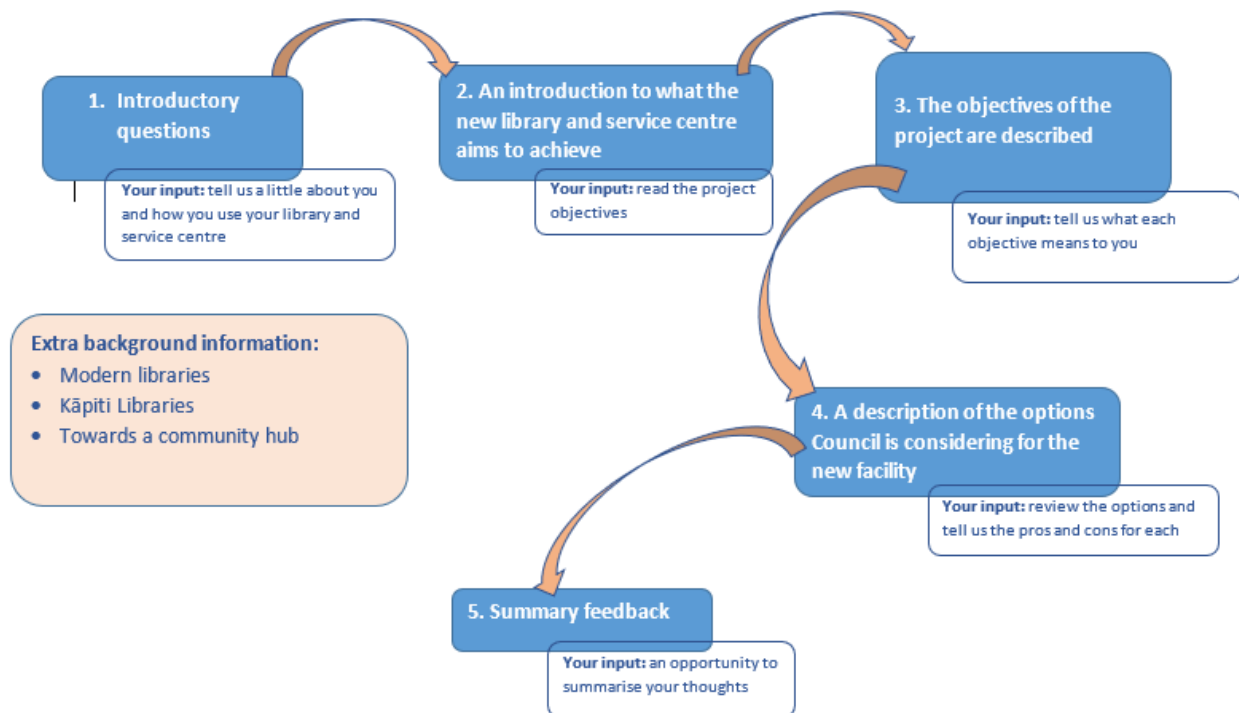 1. Introductory
questions
Your input: tell us a little about you
and how you use your library and
service centre
2. An introduction to what the
new library and service centre
aims to achieve
Your input: read the project
objectives
3. The objectives of the
project are described
Your input: tell us what each
objective means to you
Extra background information:
• Modern libraries
• Kāpiti Libraries
• Towards a community hub
4. A description of the options
Council is considering for the
new facility
Your input: review the options and
tell us the pros and cons for each
5. Summary feedback
Your input: an opportunity to
summarise your thoughts